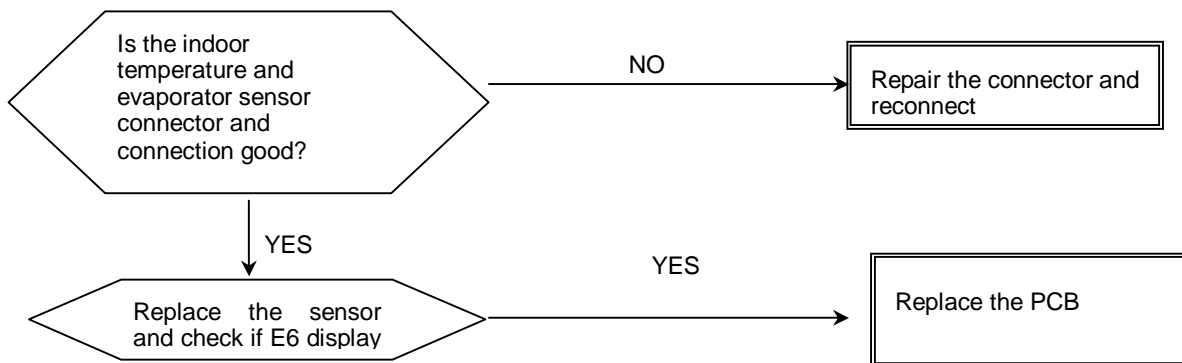 Is the indoor
temperature and
evaporator sensor
connector and
connection good?
NO
Repair the connector and
reconnect
YES
YES
Replace the sensor
and check if E6 display
Replace the PCB